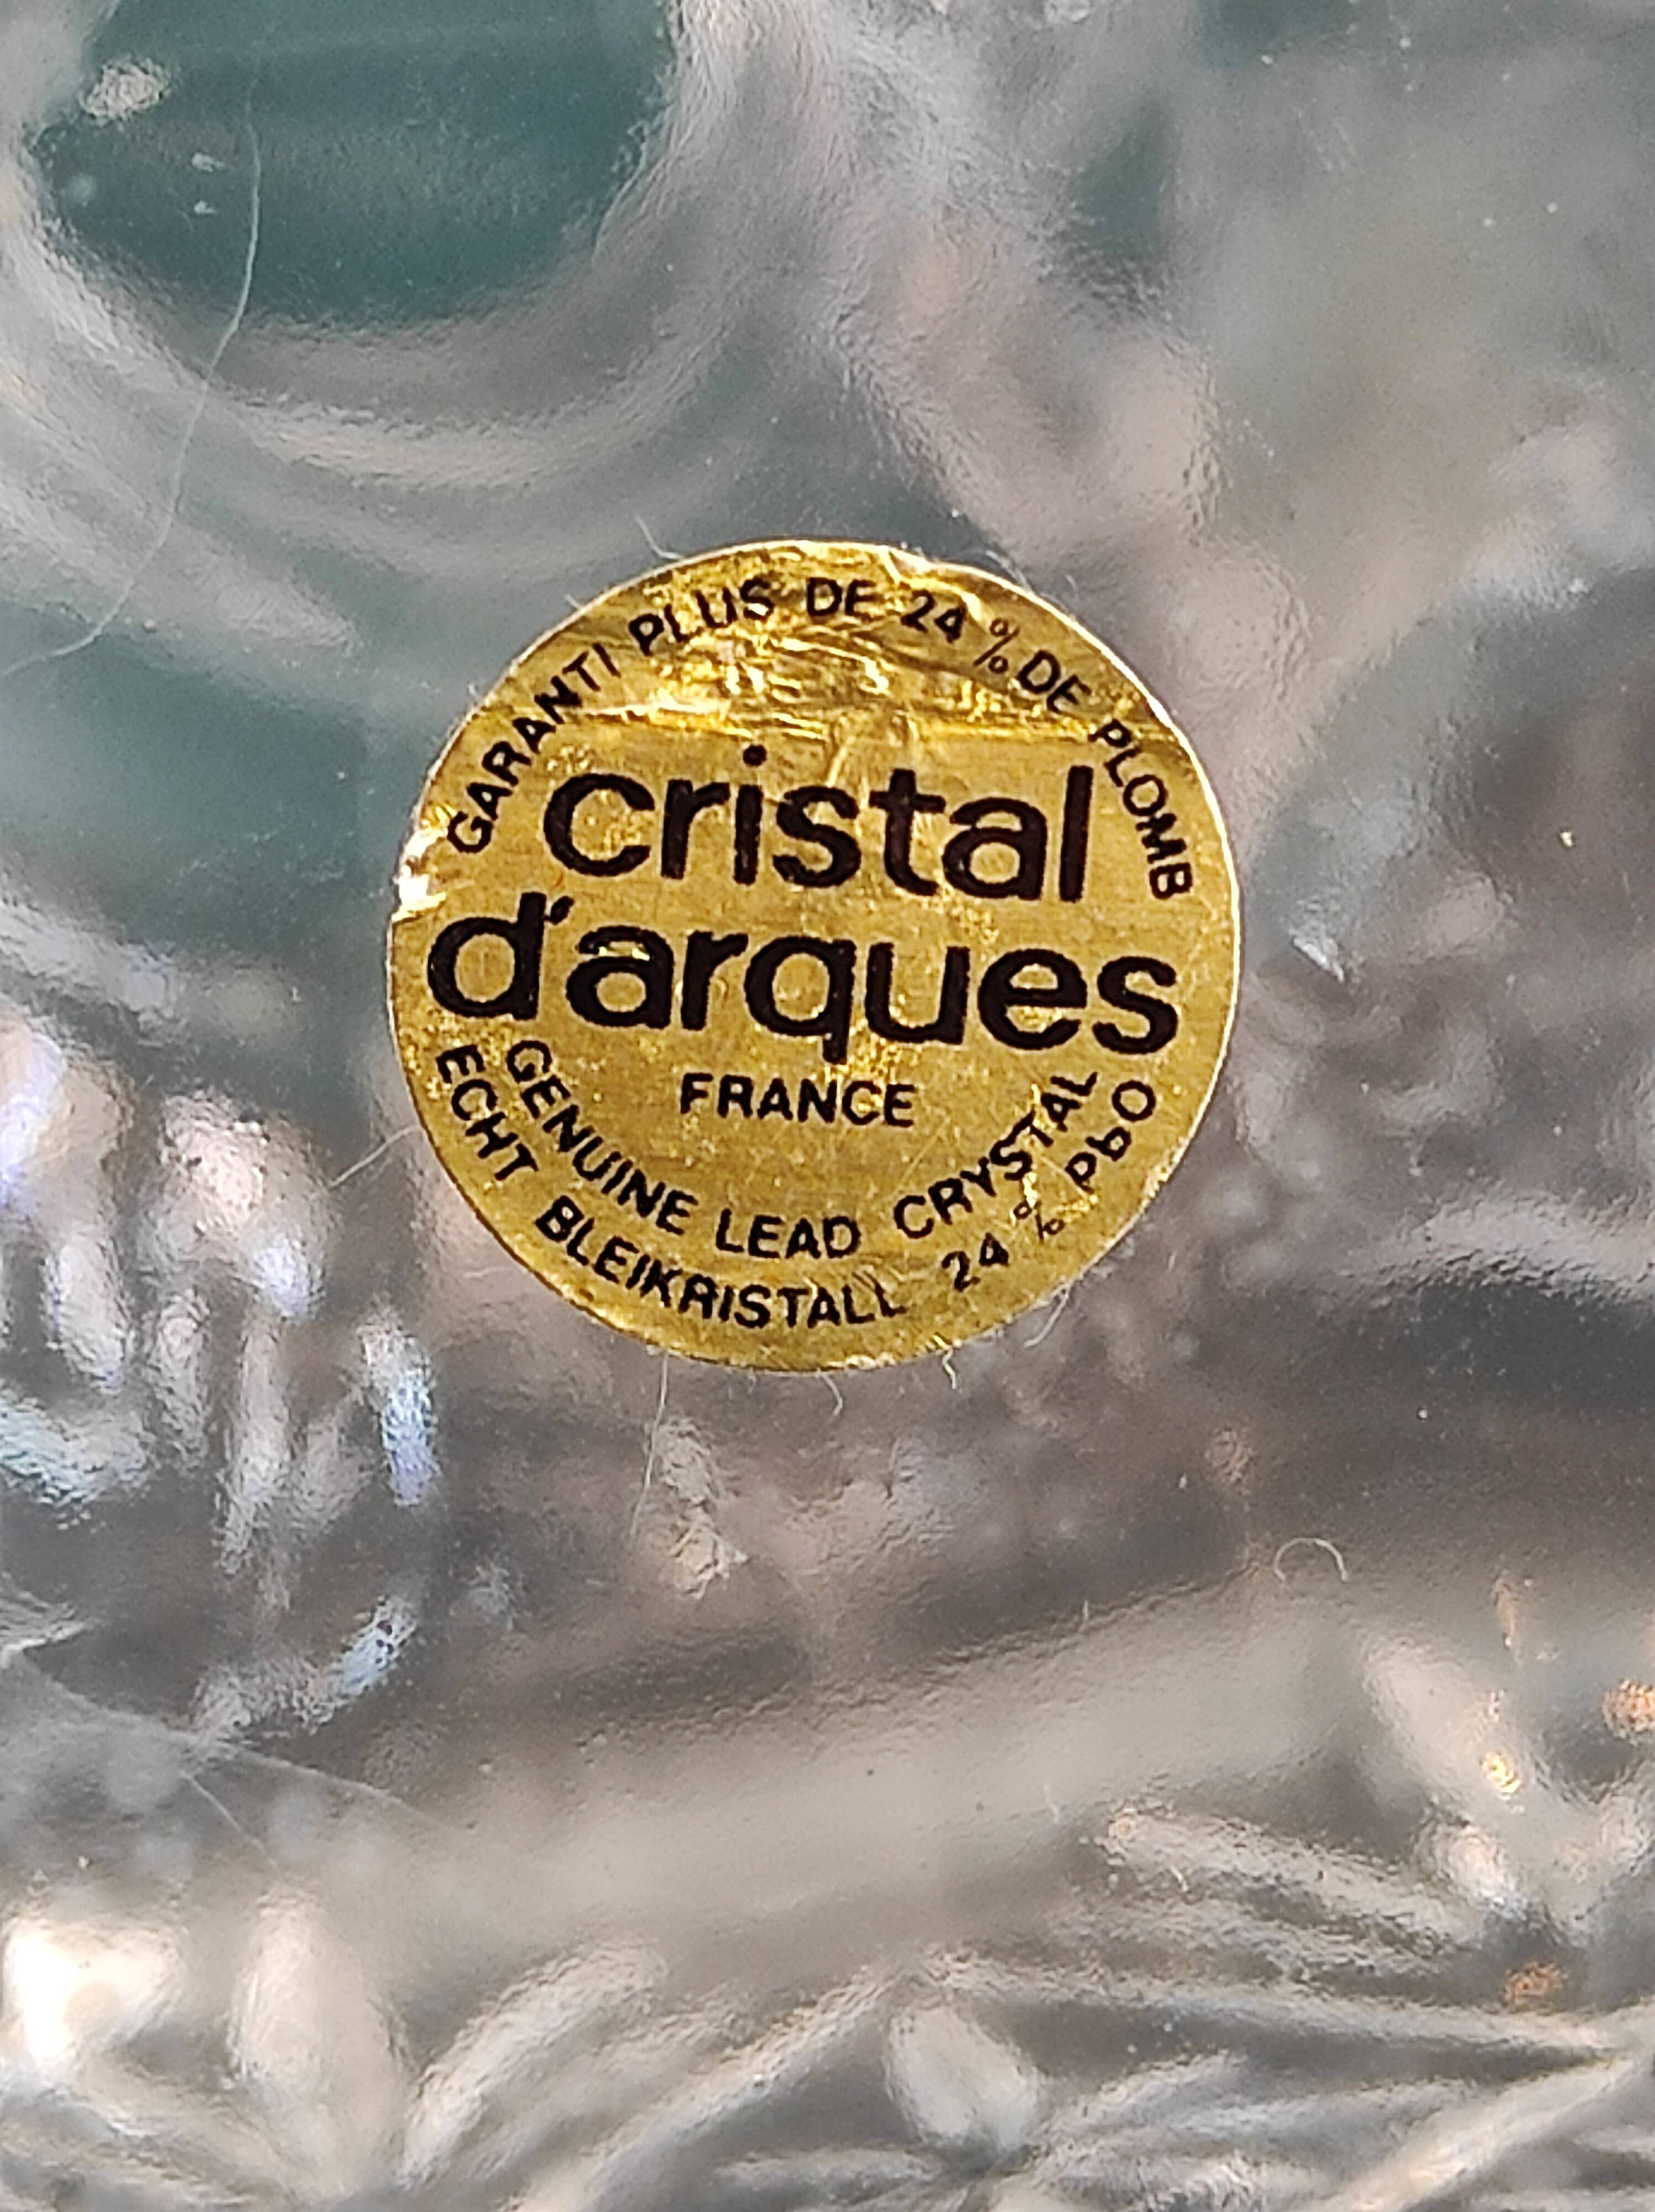 GARANTI PLUS DE 24 % DE PLOMB
cristal
d'arques
FRANCE
GENUINE LEAD CRYSTAL
ECHT BLEIKRISTALL 24 % PbO